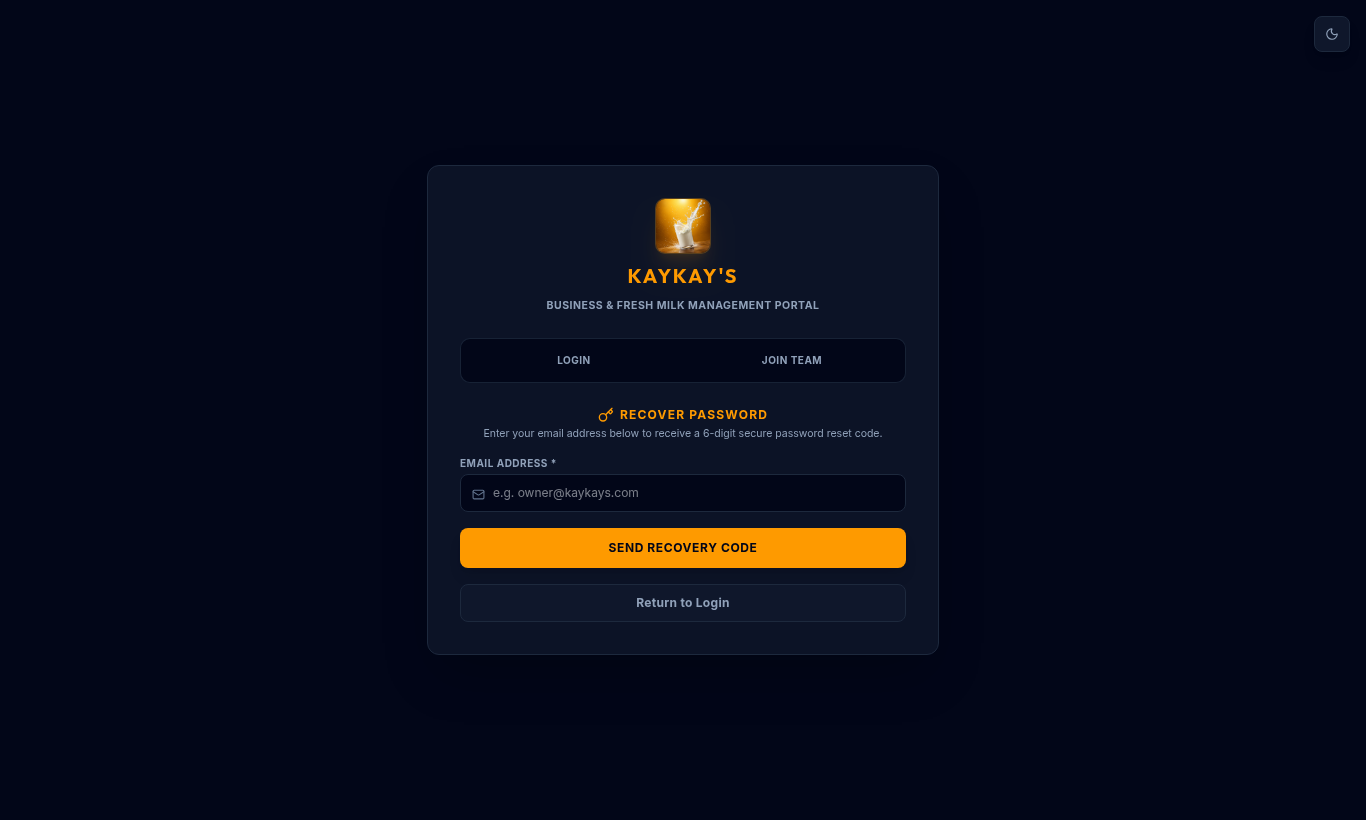 KAYKAY'S
BUSINESS & FRESH MILK MANAGEMENT PORTAL
LOGIN
JOIN TEAM
RECOVER PASSWORD
Enter your email address below to receive a 6-digit secure password reset code.
EMAIL ADDRESS *
e.g. owner@kaykays.com
SEND RECOVERY CODE
Return to Login